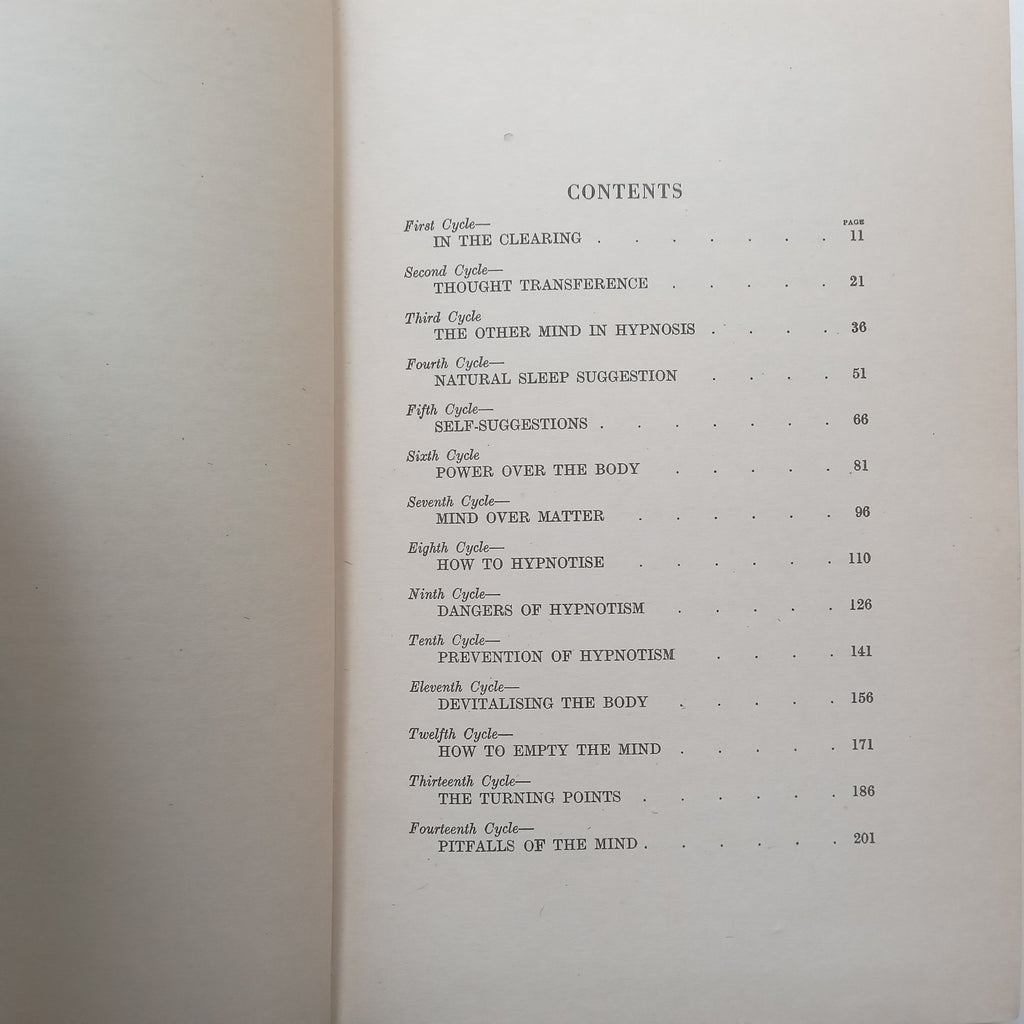 CONTENTS
PAGE
First Cycle—
IN THE CLEARING . . . . . . . 11
Second Cycle—
THOUGHT TRANSFERENCE . . . . . 21
Third Cycle
THE OTHER MIND IN HYPNOSIS . . . . 36
Fourth Cycle—
NATURAL SLEEP SUGGESTION . . . . 51
Fifth Cycle—
SELF-SUGGESTIONS . . . . . . . 66
Sixth Cycle
POWER OVER THE BODY . . . . . 81
Seventh Cycle—
MIND OVER MATTER . . . . . . 96
Eighth Cycle—
HOW TO HYPNOTISE . . . . . . 110
Ninth Cycle—
DANGERS OF HYPNOTISM . . . . . 126
Tenth Cycle—
PREVENTION OF HYPNOTISM . . . . 141
Eleventh Cycle—
DEVITALISING THE BODY . . . . . 156
Twelfth Cycle—
HOW TO EMPTY THE MIND . . . . . 171
Thirteenth Cycle—
THE TURNING POINTS . . . . . . 186
Fourteenth Cycle—
PITFALLS OF THE MIND . . . . . . 201